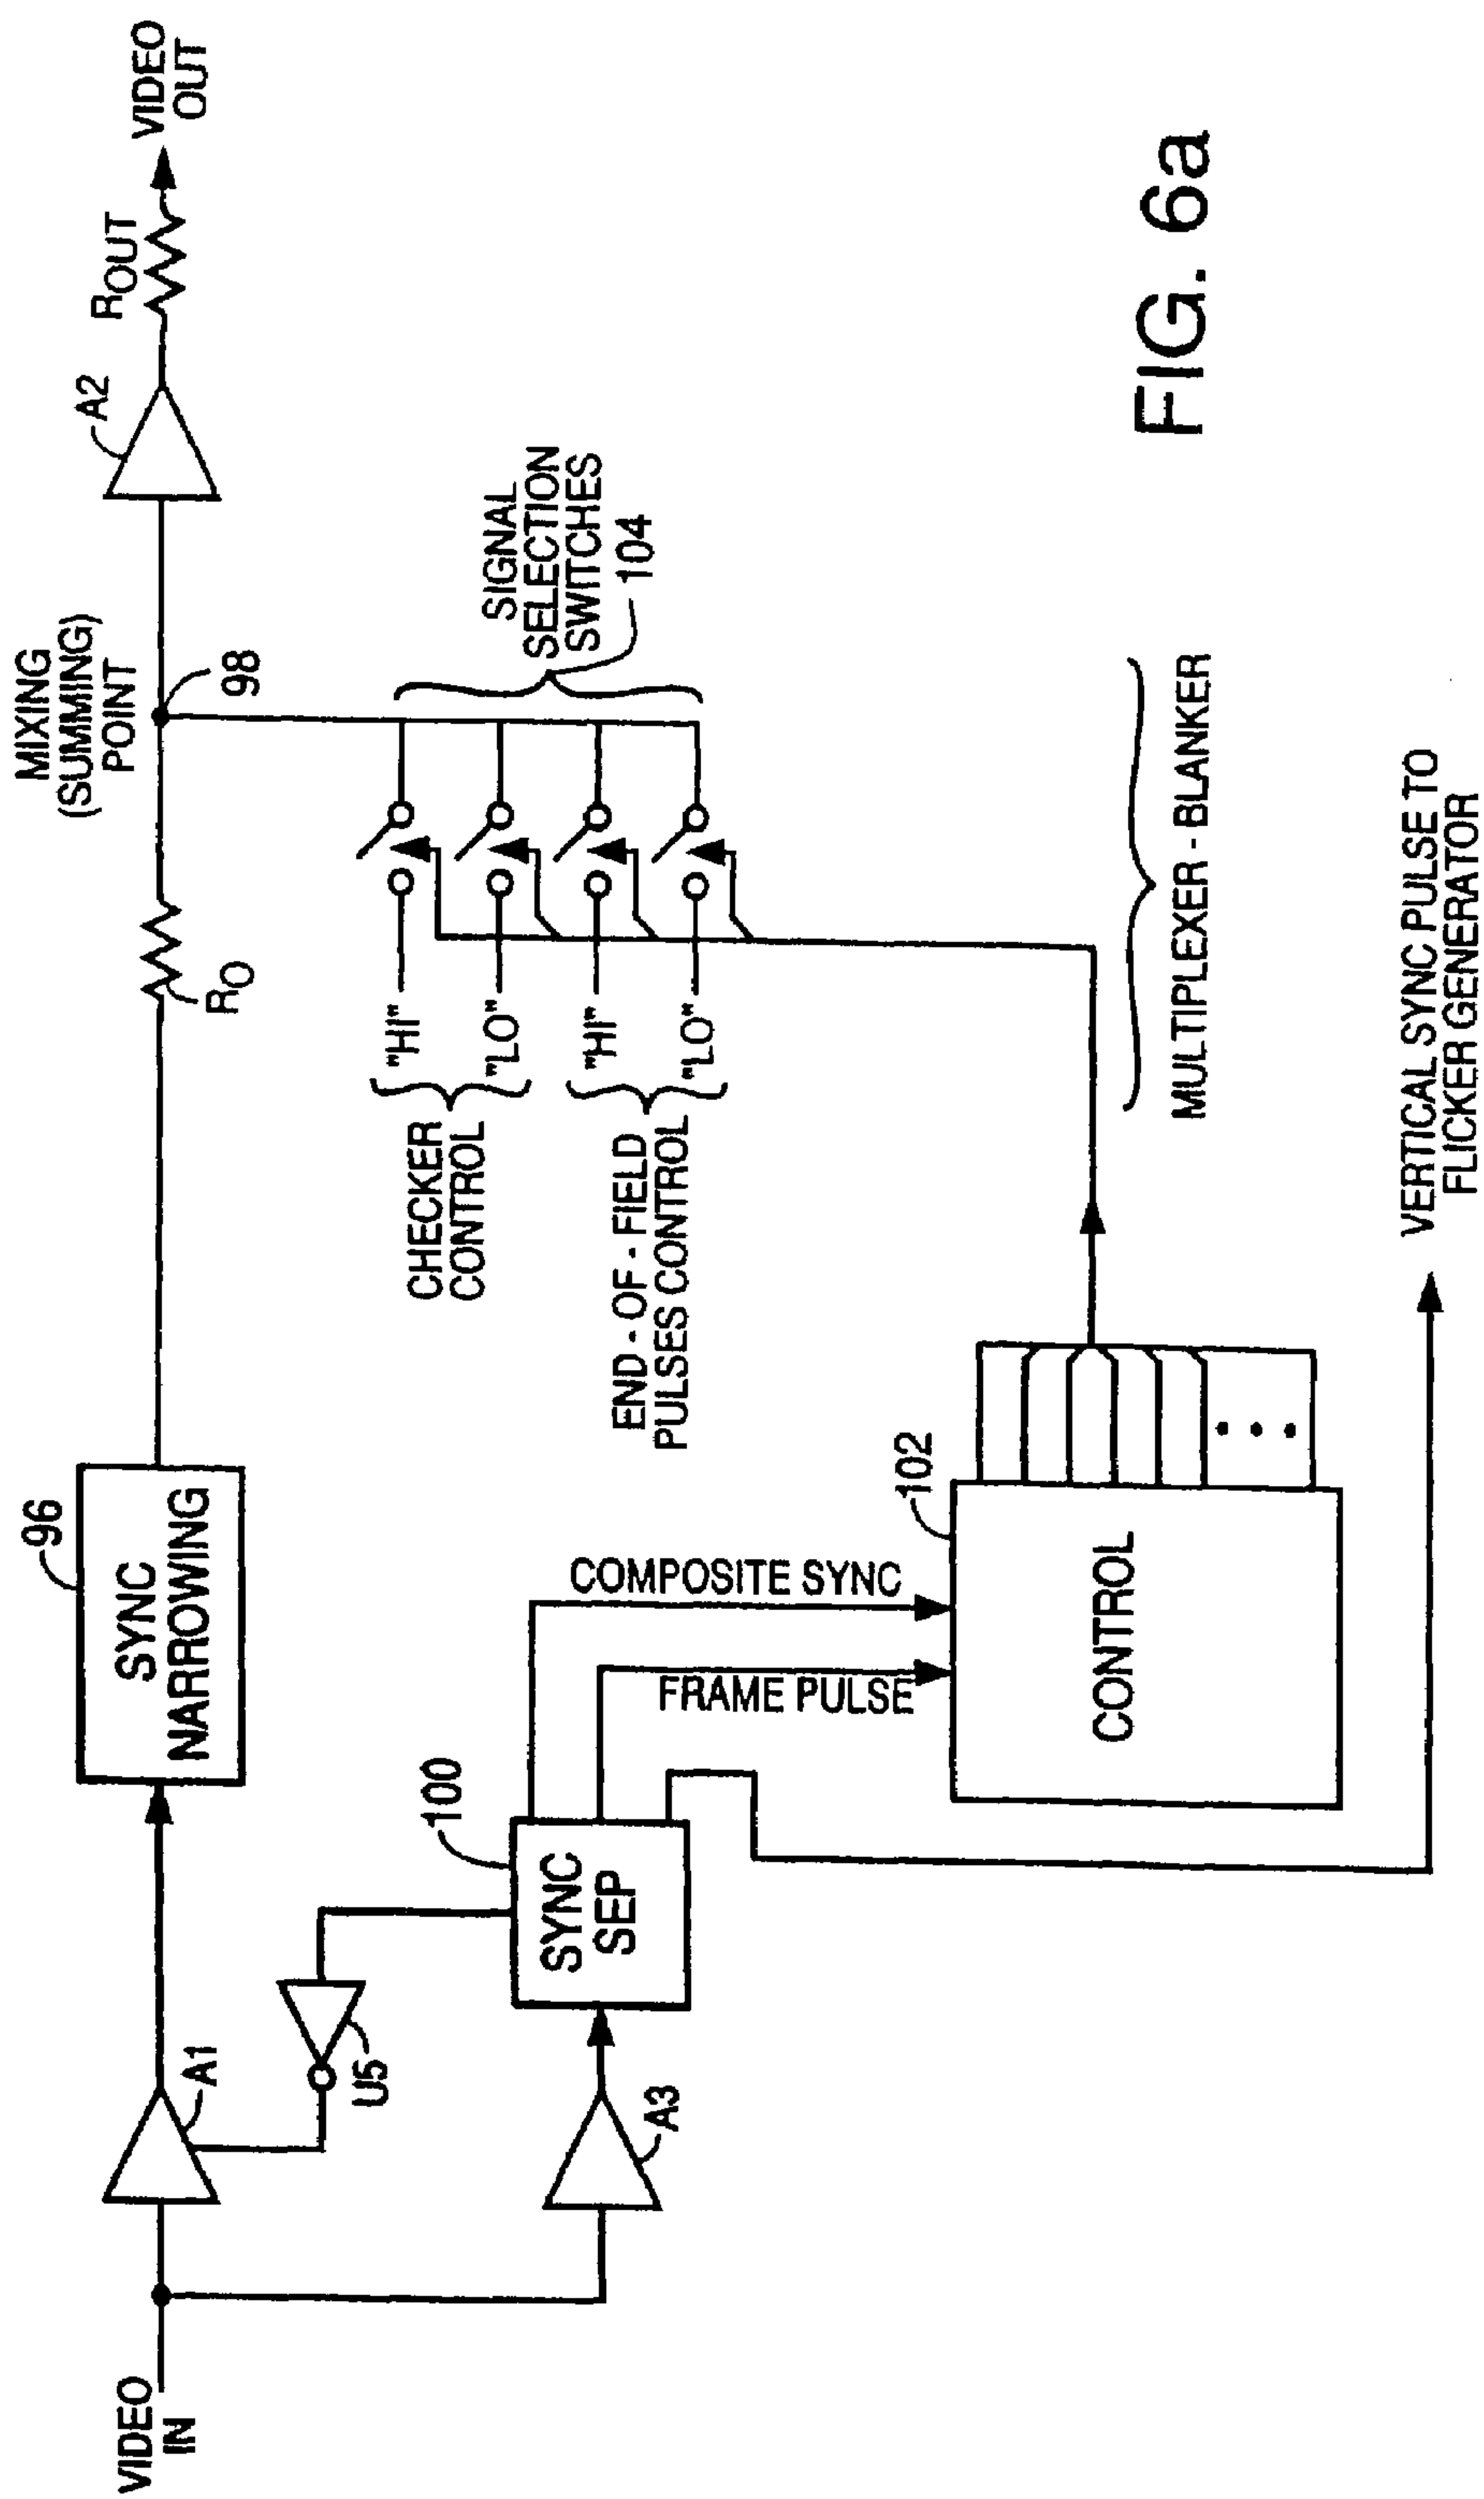 VIDEO
IN
A1
U5
A3
96
SYNC
NARROWING
100
SYNC
SEP
COMPOSITE SYNC
FRAME PULSE
102
CONTROL
RO
MIXING
(SUMMING)
POINT
98
A2
ROUT
VIDEO
OUT
"HI"
"LO"
"HI"
"LO"
CHECKER
CONTROL
END - OF - FIELD
PULSES CONTROL
SIGNAL
SELECTION
SWITCHES
104
MULTIPLEXER - BLANKER
VERTICAL SYNC PULSE TO
FLICKER GENERATOR
FIG. 6a